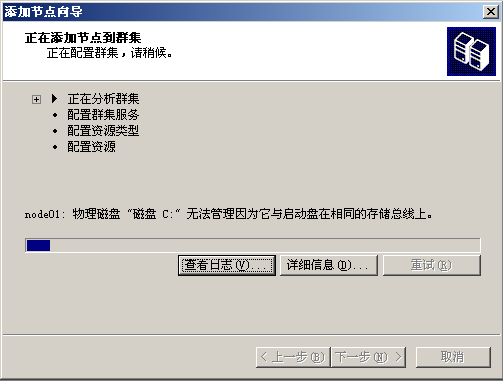 添加节点向导
正在添加节点到群集
正在配置群集，请稍候。
正在分析群集
配置群集服务
配置资源类型
配置资源
node01: 物理磁盘“磁盘 C:”无法管理因为它与启动盘在相同的存储总线上。
查看日志(V)... 详细信息(D)... 重试(R)
< 上一步(B) 下一步(N) > 取消